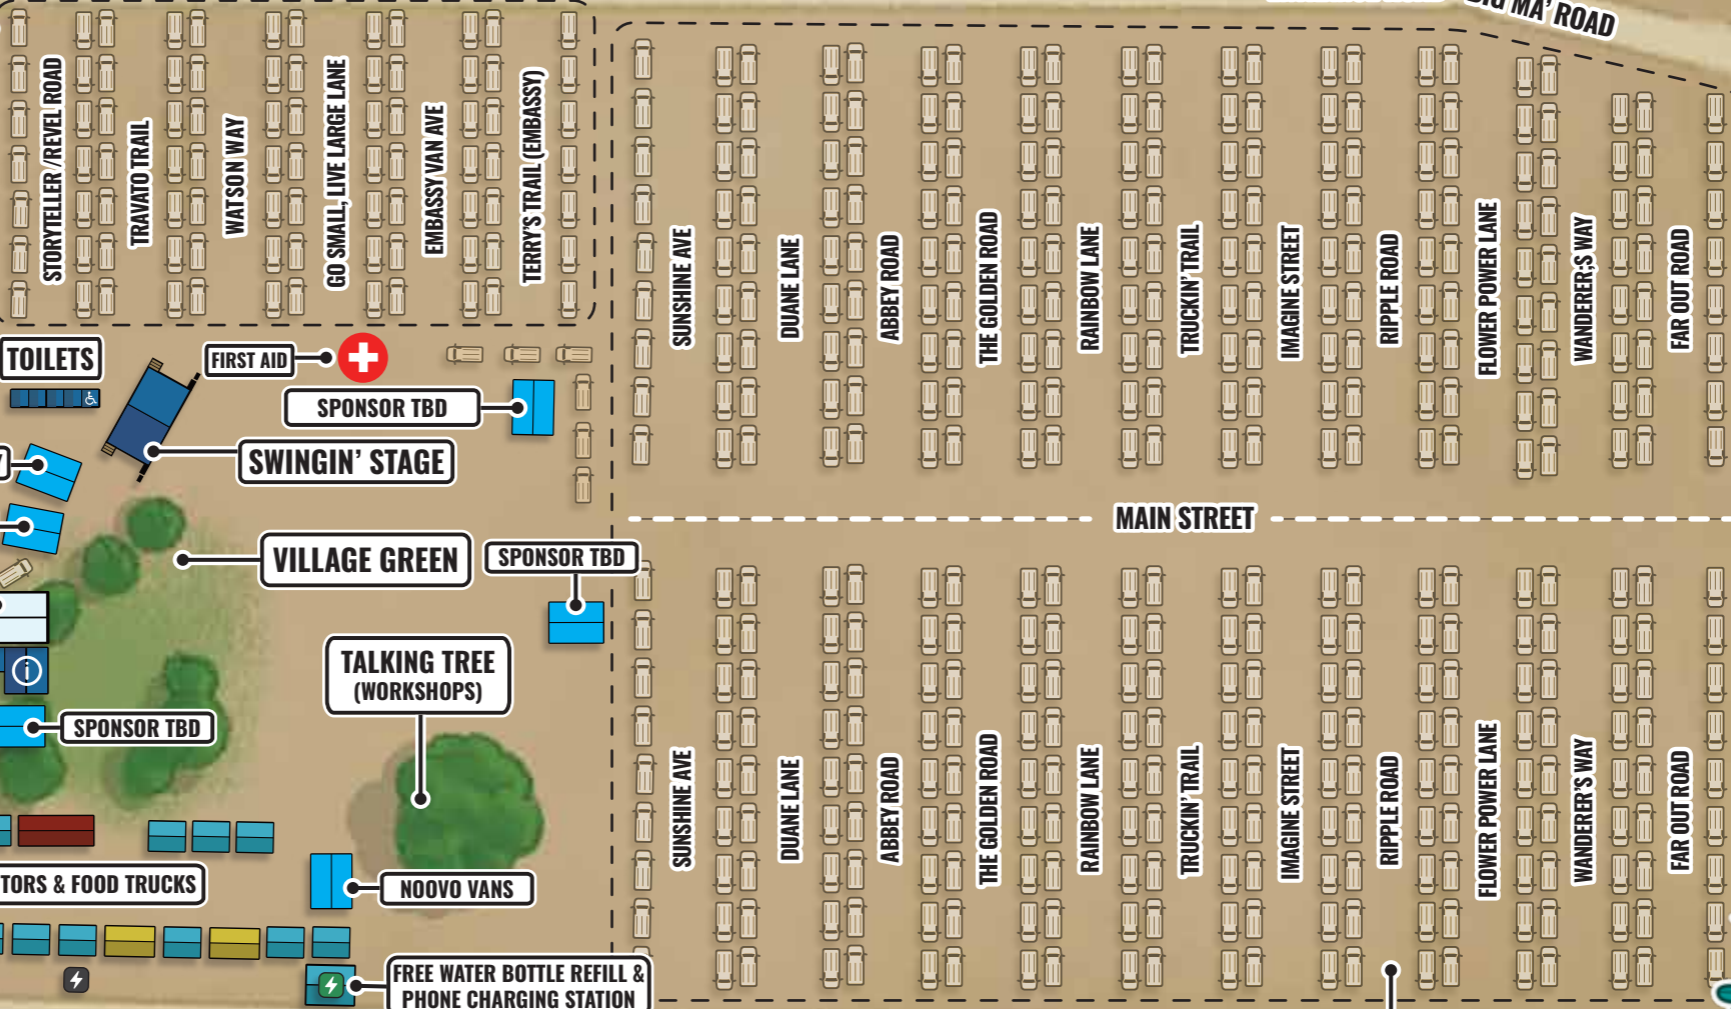 BIG MA' ROAD
STORYTELLER/REVEL ROAD
TRAVATO TRAIL
WATSON WAY
GO SMALL, LIVE LARGE LANE
EMBASSY VAN AVE
TERRY'S TRAIL (EMBASSY)
SUNSHINE AVE
DUANE LANE
ABBEY ROAD
THE GOLDEN ROAD
RAINBOW LANE
TRUCKIN' TRAIL
IMAGINE STREET
RIPPLE ROAD
FLOWER POWER LANE
WANDERER;S WAY
FAR OUT ROAD
TOILETS
FIRST AID
SPONSOR TBD
SWINGIN' STAGE
MAIN STREET
VILLAGE GREEN
SPONSOR TBD
TALKING TREE
(WORKSHOPS)
i
SPONSOR TBD
SUNSHINE AVE
DUANE LANE
ABBEY ROAD
THE GOLDEN ROAD
RAINBOW LANE
TRUCKIN' TRAIL
IMAGINE STREET
RIPPLE ROAD
FLOWER POWER LANE
WANDERER'S WAY
FAR OUT ROAD
TORS & FOOD TRUCKS
NOOVO VANS
FREE WATER BOTTLE REFILL &
PHONE CHARGING STATION